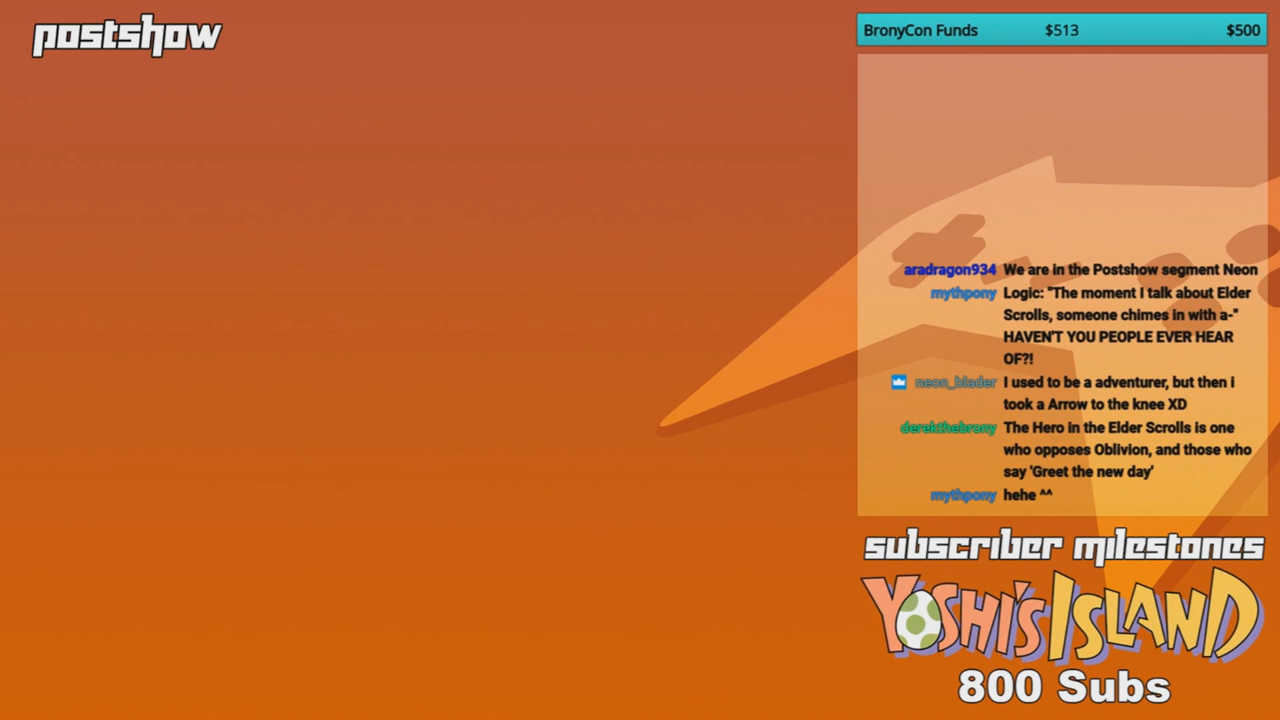 postshow
BronyCon Funds $513 $500
aradragon934 We are in the Postshow segment Neon
mythpony Logic: "The moment I talk about Elder
Scrolls, someone chimes in with a-"
HAVEN'T YOU PEOPLE EVER HEAR
OF?!
neon_blader I used to be a adventurer, but then i
took a Arrow to the knee XD
derekthebrony The Hero in the Elder Scrolls is one
who opposes Oblivion, and those who
say 'Greet the new day'
mythpony hehe ^^
subscriber milestones
YOSHI'S ISLAND
800 Subs